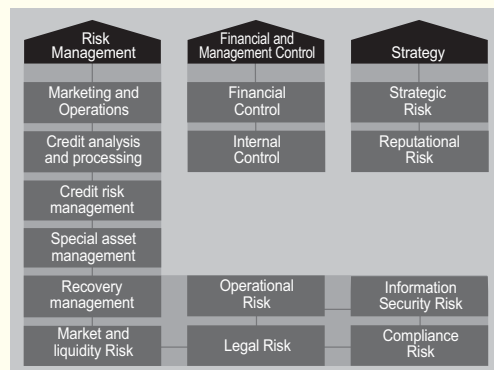 Risk
Management
Marketing and
Operations
Credit analysis
and processing
Credit risk
management
Special asset
management
Recovery
management
Market and
liquidity Risk
Financial and
Management Control
Financial
Control
Internal
Control
Operational
Risk
Legal Risk
Strategy
Strategic
Risk
Reputational
Risk
Information
Security Risk
Compliance
Risk